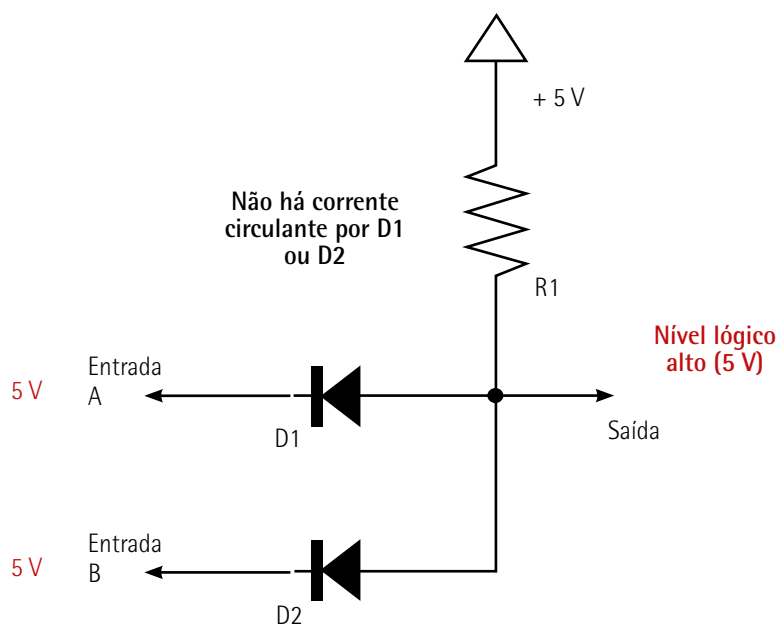 + 5 V
Não há corrente
circulante por D1
ou D2
R1
Nível lógico
alto (5 V)
5 V
Entrada
A
D1
Saída
5 V
Entrada
B
D2